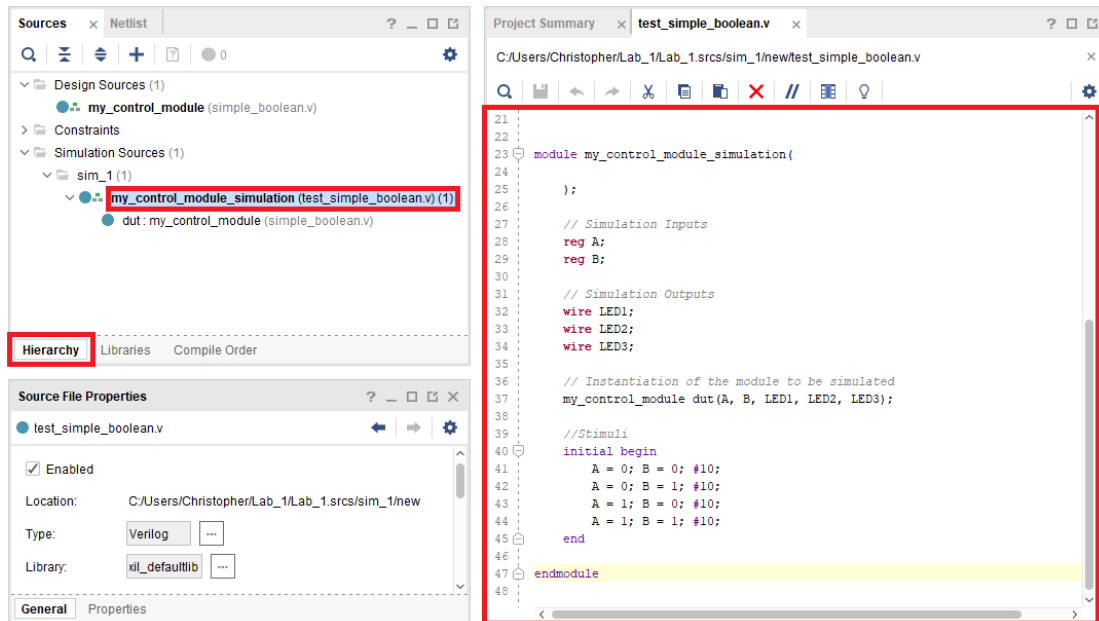 Sources × Netlist ? _ □
0
Design Sources (1)
my_control_module (simple_boolean.v)
Constraints
Simulation Sources (1)
sim_1 (1)
my_control_module_simulation (test_simple_boolean.v) (1)
dut : my_control_module (simple_boolean.v)
Hierarchy Libraries Compile Order
Source File Properties ? _ □ ×
test_simple_boolean.v
Enabled
Location: C:/Users/Christopher/Lab_1/Lab_1.srcs/sim_1/new
Type: Verilog ...
Library: xil_defaultlib ...
General Properties
Project Summary × test_simple_boolean.v × ? □
C:/Users/Christopher/Lab_1/Lab_1.srcs/sim_1/new/test_simple_boolean.v ×
21
22
23 module my_control_module_simulation(
24
25 );
26
27 // Simulation Inputs
28 reg A;
29 reg B;
30
31 // Simulation Outputs
32 wire LED1;
33 wire LED2;
34 wire LED3;
35
36 // Instantiation of the module to be simulated
37 my_control_module dut(A, B, LED1, LED2, LED3);
38
39 //Stimuli
40 initial begin
41 A = 0; B = 0; #10;
42 A = 0; B = 1; #10;
43 A = 1; B = 0; #10;
44 A = 1; B = 1; #10;
45 end
46
47 endmodule
48